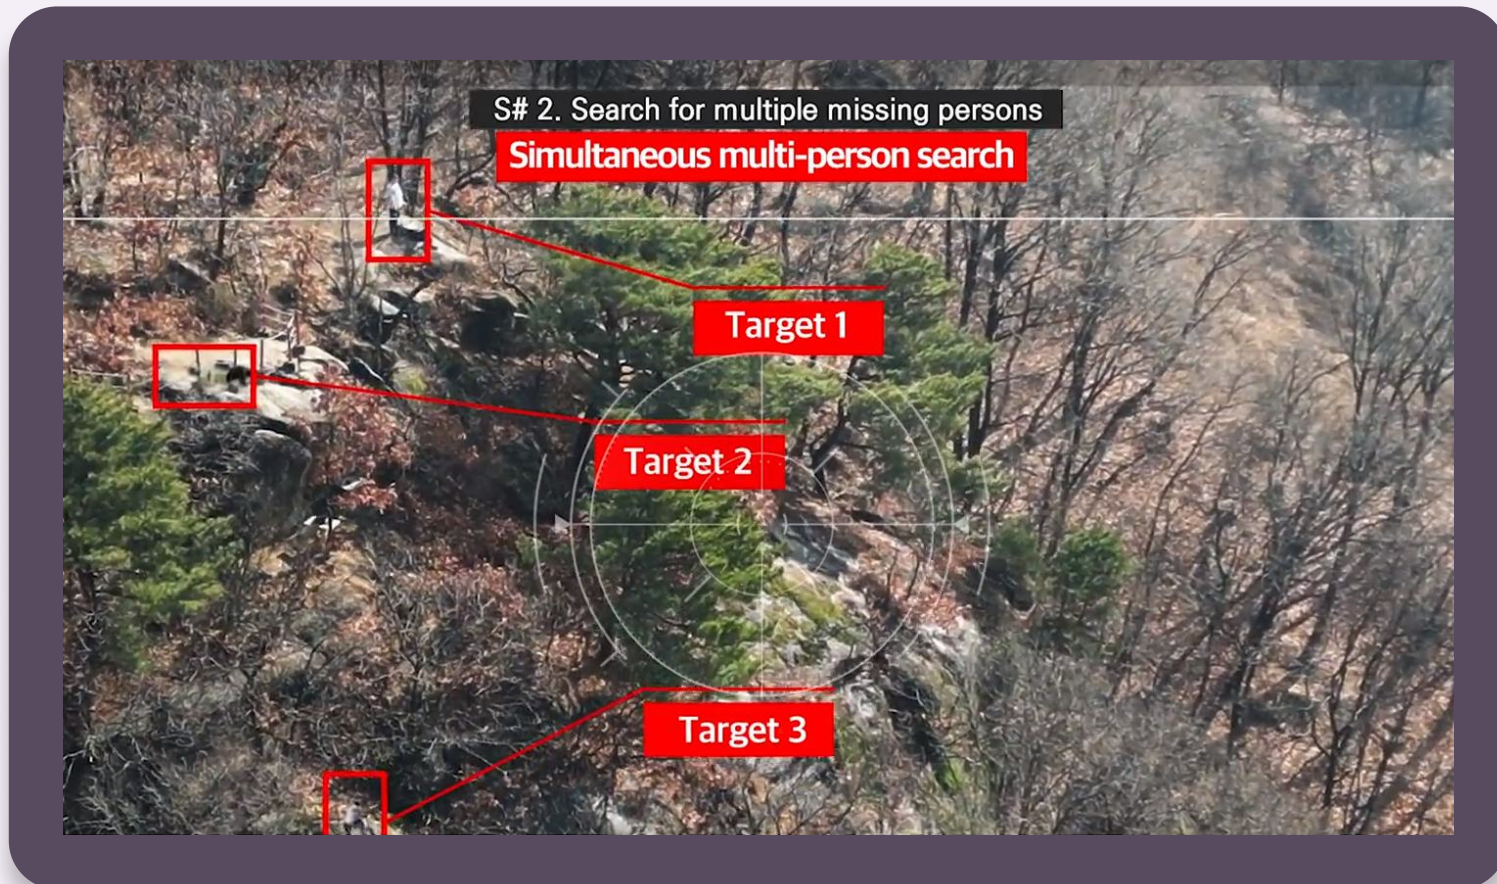 S# 2. Search for multiple missing persons
Simultaneous multi-person search
Target 1
Target 2
Target 3